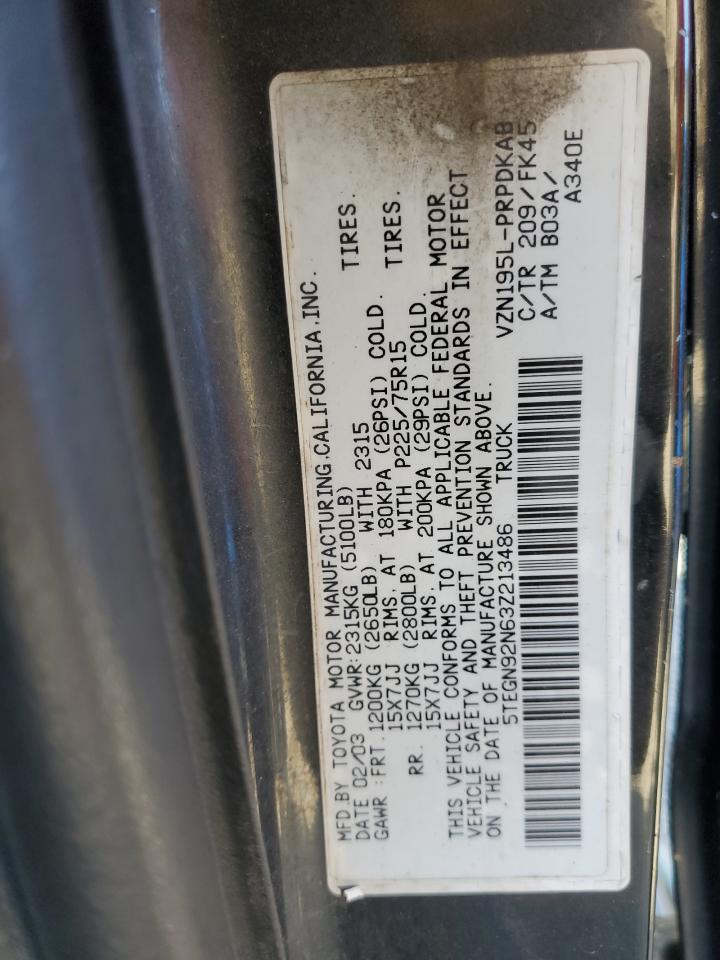 MFD.BY TOYOTA MOTOR MANUFACTURING.CALIFORNIA.INC.
DATE 02/03 GVWR:2315KG (5100LB)
GAWR :FRT.1200KG (2650LB) WITH 2315 TIRES.
15X7JJ RIMS. AT 180KPA (26PSI) COLD.
RR. 1270KG (2800LB) WITH P225/75R15 TIRES.
15X7JJ RIMS. AT 200KPA (29PSI) COLD.
THIS VEHICLE CONFORMS TO ALL APPLICABLE FEDERAL MOTOR
VEHICLE SAFETY AND THEFT PREVENTION STANDARDS IN EFFECT
ON THE DATE OF MANUFACTURE SHOWN ABOVE.
5TEGN92N63Z213486 TRUCK
VZN195L-PRPDKAB
C/TR 209/FK45
A/TM B03A/
A340E